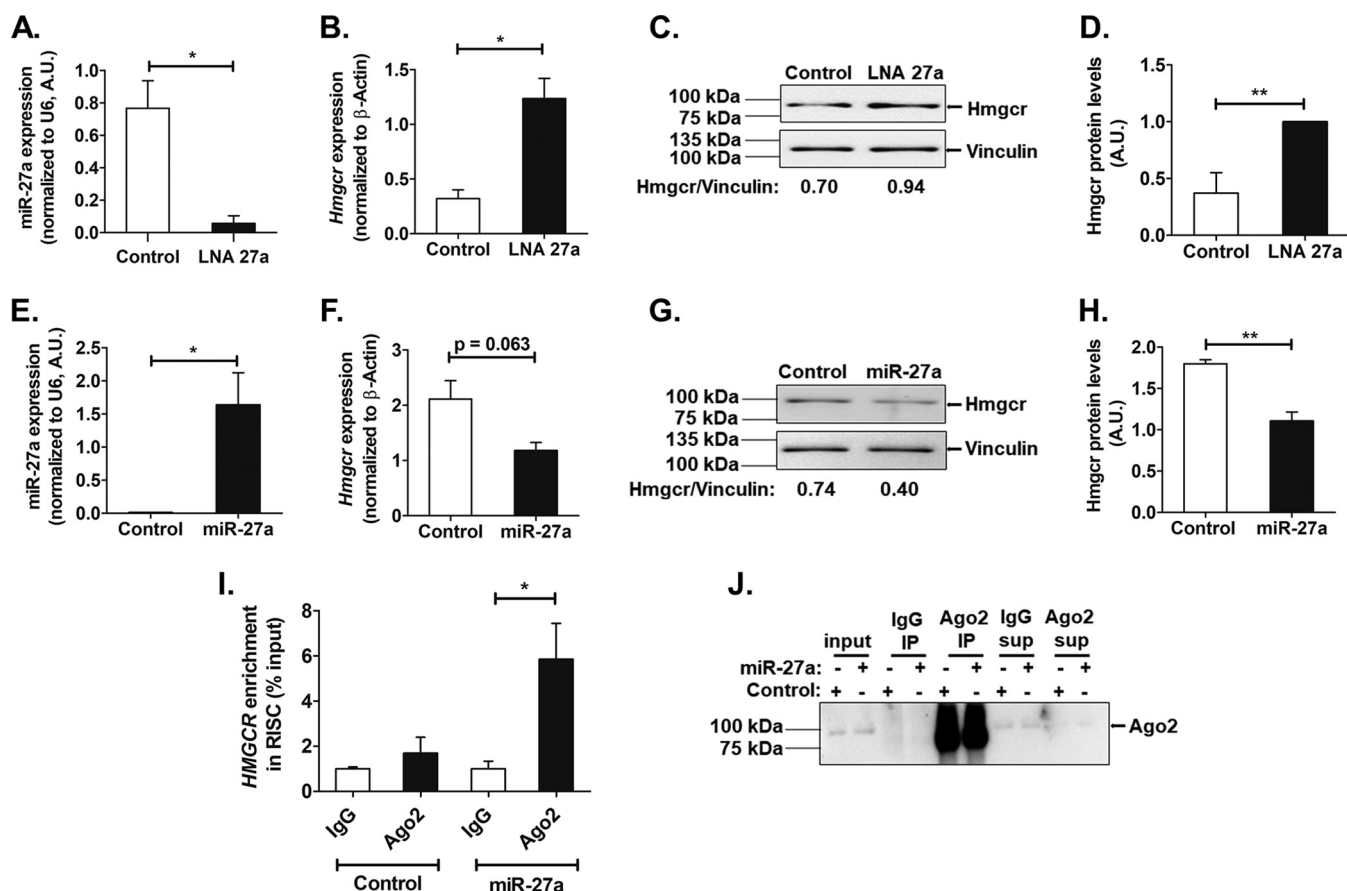 A.
miR-27a expression
(normalized to U6, A.U.)
1.0
0.8
0.6
0.4
0.2
0.0
*
Control
LNA 27a
B.
Hmgcr expression
(normalized to β-Actin)
1.5
1.0
0.5
0.0
*
Control
LNA 27a
C.
Control LNA 27a
100 kDa
75 kDa
Hmgcr
135 kDa
100 kDa
Vinculin
Hmgcr/Vinculin: 0.70 0.94
D.
Hmgcr protein levels
(A.U.)
1.5
1.0
0.5
0.0
**
Control
LNA 27a
E.
miR-27a expression
(normalized to U6, A.U.)
2.5
2.0
1.5
1.0
0.5
0.0
*
Control
miR-27a
F.
Hmgcr expression
(normalized to β-Actin)
3
2
1
0
p = 0.063
Control
miR-27a
G.
Control miR-27a
100 kDa
75 kDa
Hmgcr
135 kDa
100 kDa
Vinculin
Hmgcr/Vinculin: 0.74 0.40
H.
Hmgcr protein levels
(A.U.)
2.0
1.5
1.0
0.5
0.0
**
Control
miR-27a
I.
HMGCR enrichment
in RISC (% input)
8
6
4
2
0
*
IgG
Ago2
IgG
Ago2
Control
miR-27a
J.
input
IgG
IP
Ago2
IP
IgG
sup
Ago2
sup
miR-27a: - + - + - + - + - +
Control: + - + - + - + - + -
100 kDa
75 kDa
Ago2